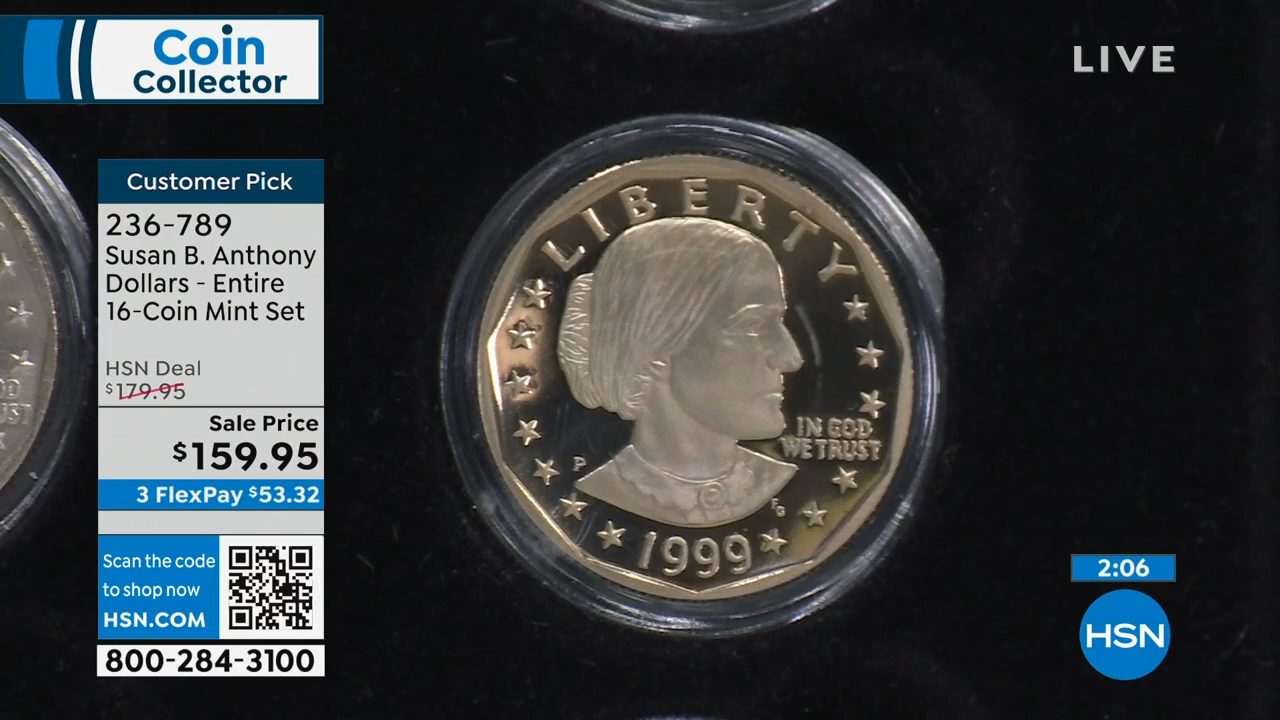 Coin
Collector
LIVE
Customer Pick
236-789
Susan B. Anthony
Dollars - Entire
16-Coin Mint Set
HSN Deal
$179.95
Sale Price
$159.95
3 FlexPay $53.32
Scan the code
to shop now
HSN.COM
800-284-3100
LIBERTY
IN GOD
WE TRUST
P
FG
1999
2:06
HSN